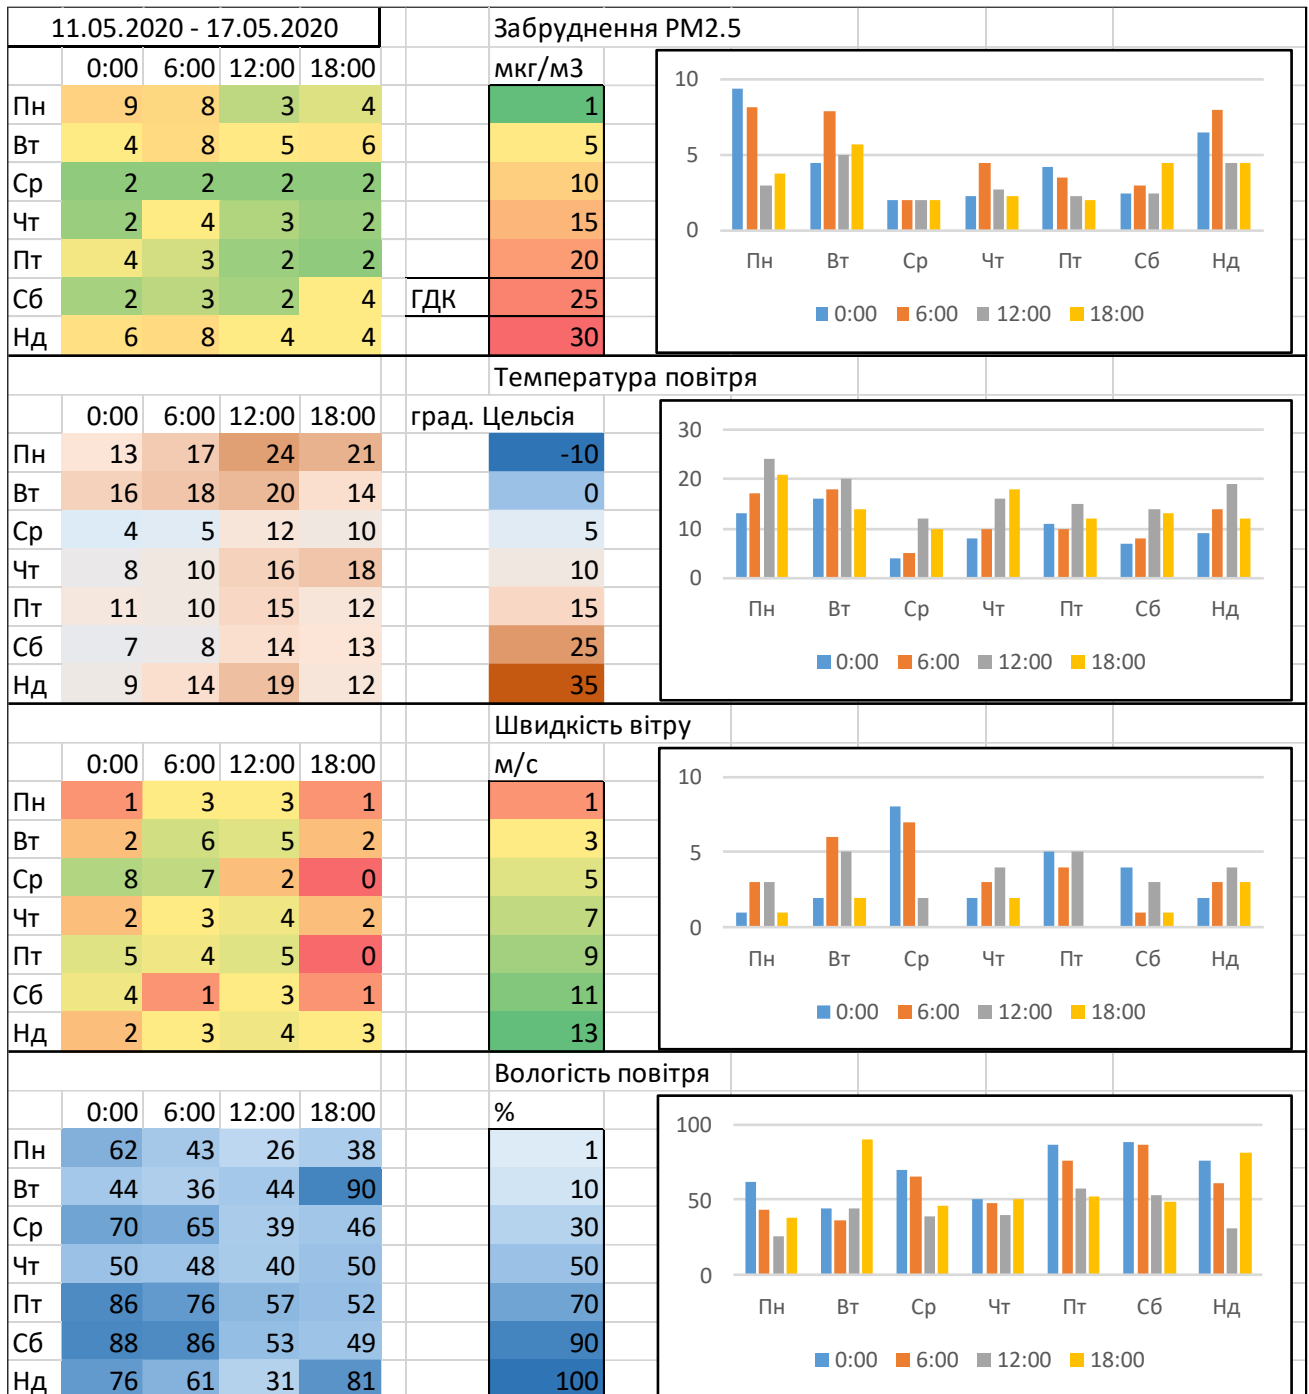 11.05.2020 - 17.05.2020 Забруднення PM2.5
0:00 6:00 12:00 18:00 мкг/м3
Пн 9 8 3 4 1
Вт 4 8 5 6 5
Ср 2 2 2 2 10
Чт 2 4 3 2 15
Пт 4 3 2 2 20
Сб 2 3 2 4 ГДК 25
Нд 6 8 4 4 30
10
5
0
Пн Вт Ср Чт Пт Сб Нд
0:00 6:00 12:00 18:00
Температура повітря
0:00 6:00 12:00 18:00 град. Цельсія
Пн 13 17 24 21 -10
Вт 16 18 20 14 0
Ср 4 5 12 10 5
Чт 8 10 16 18 10
Пт 11 10 15 12 15
Сб 7 8 14 13 25
Нд 9 14 19 12 35
30
20
10
0
Пн Вт Ср Чт Пт Сб Нд
0:00 6:00 12:00 18:00
Швидкість вітру
0:00 6:00 12:00 18:00 м/с
Пн 1 3 3 1 1
Вт 2 6 5 2 3
Ср 8 7 2 0 5
Чт 2 3 4 2 7
Пт 5 4 5 0 9
Сб 4 1 3 1 11
Нд 2 3 4 3 13
10
5
0
Пн Вт Ср Чт Пт Сб Нд
0:00 6:00 12:00 18:00
Вологість повітря
0:00 6:00 12:00 18:00 %
Пн 62 43 26 38 1
Вт 44 36 44 90 10
Ср 70 65 39 46 30
Чт 50 48 40 50 50
Пт 86 76 57 52 70
Сб 88 86 53 49 90
Нд 76 61 31 81 100
100
50
0
Пн Вт Ср Чт Пт Сб Нд
0:00 6:00 12:00 18:00